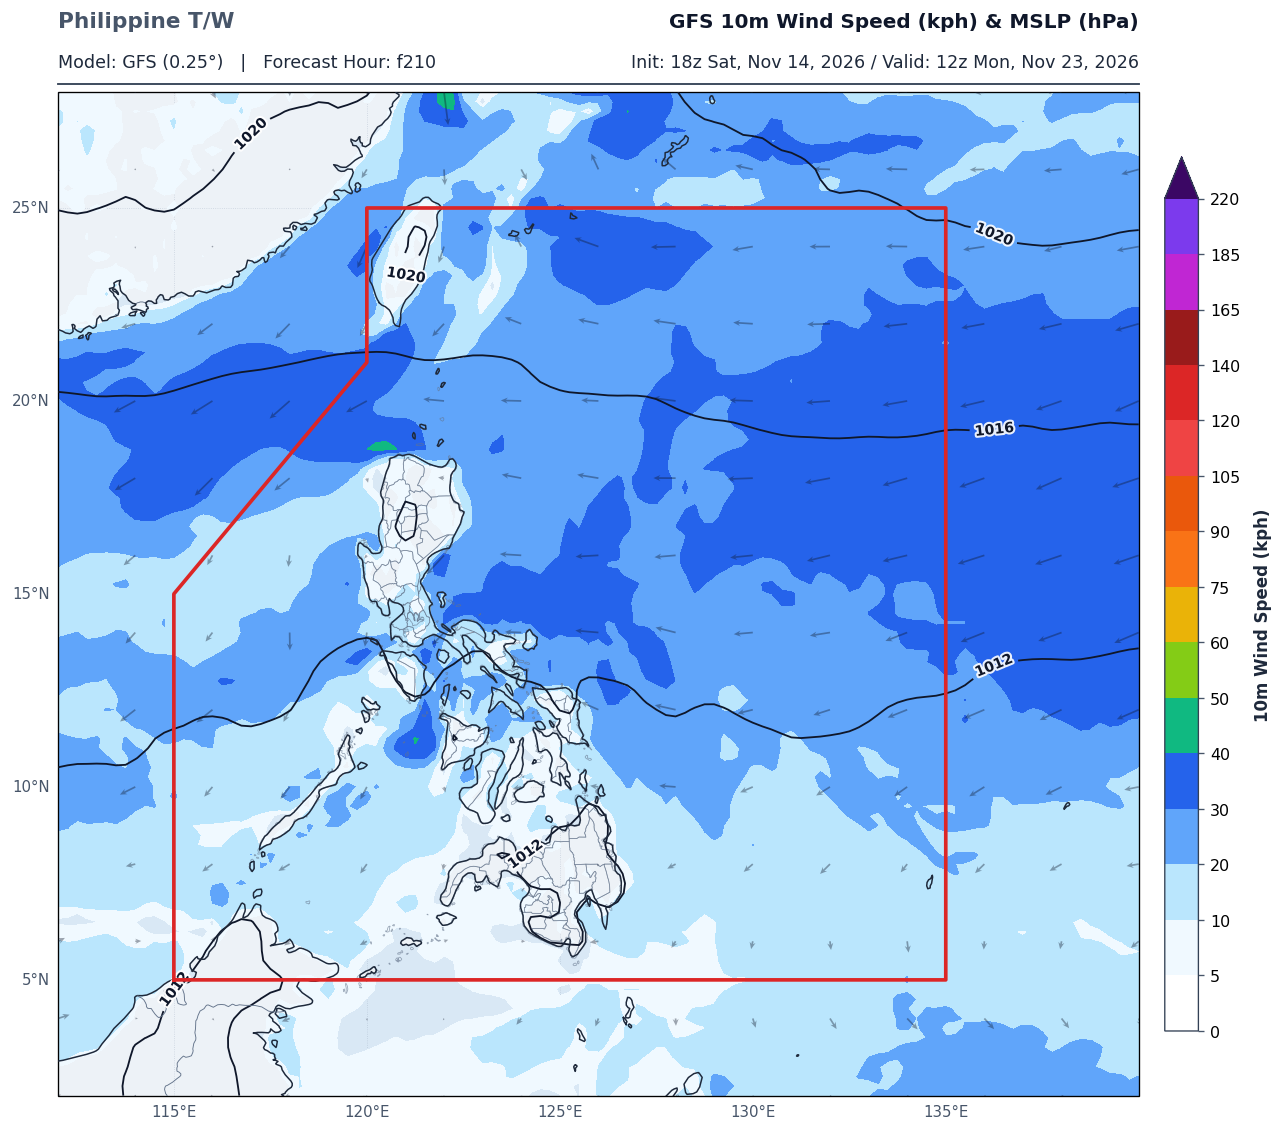 Philippine T/W
GFS 10m Wind Speed (kph) & MSLP (hPa)
Model: GFS (0.25°)   |   Forecast Hour: f210
Init: 18z Sat, Nov 14, 2026 / Valid: 12z Mon, Nov 23, 2026
1020
1020
1020
1016
1012
1012
1012
25°N
20°N
15°N
10°N
5°N
115°E
120°E
125°E
130°E
135°E
220
185
165
140
120
105
90
75
60
50
40
30
20
10
5
0
10m Wind Speed (kph)